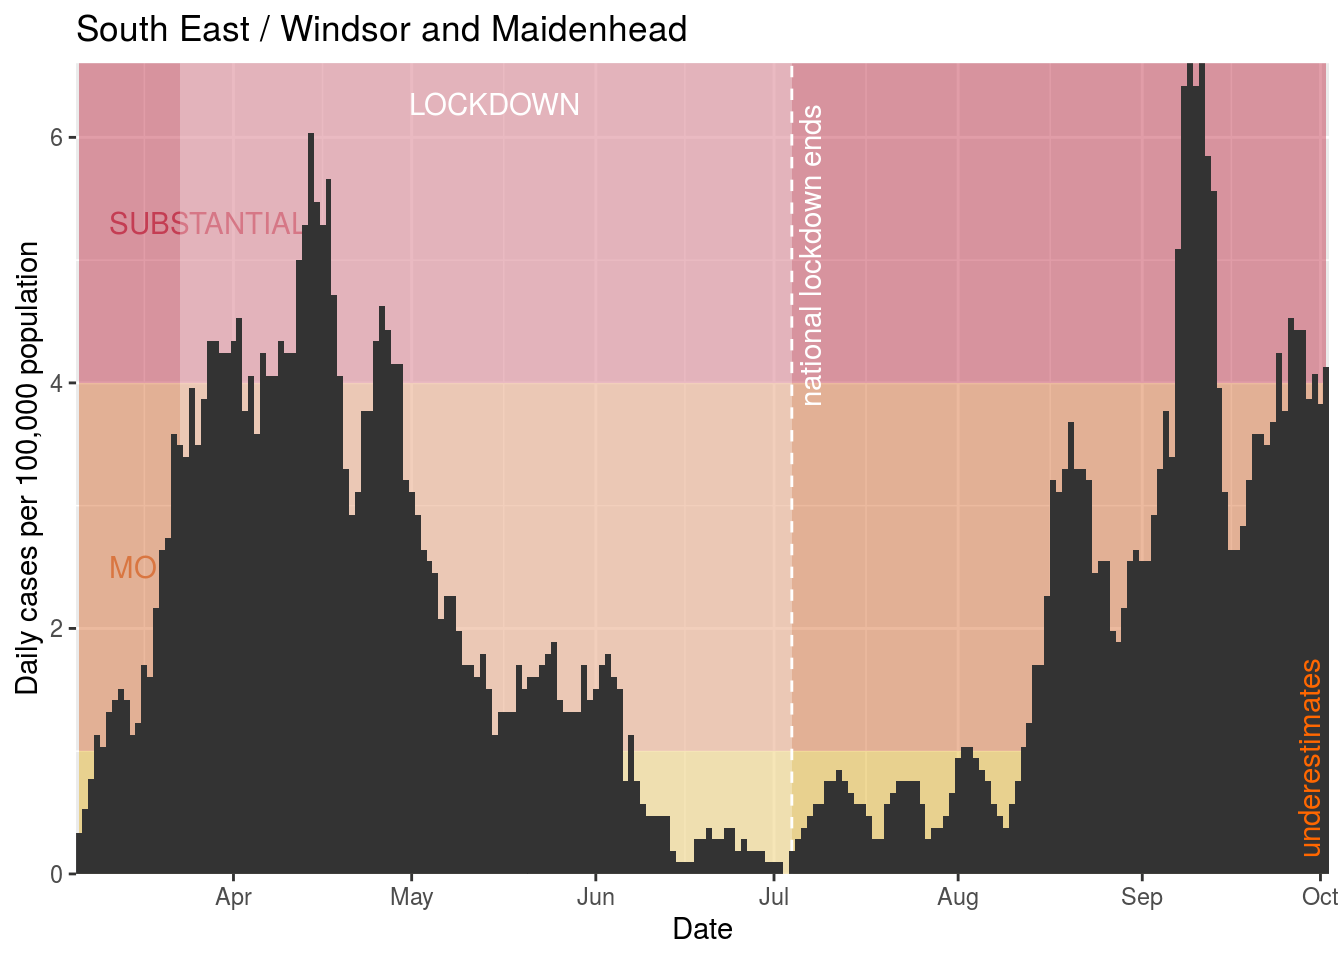 South East / Windsor and Maidenhead
Daily cases per 100,000 population
6
4
2
0
LOCKDOWN
SUBSTANTIAL
MO
national lockdown ends
underestimates
Apr
May
Jun
Jul
Aug
Sep
Oct
Date